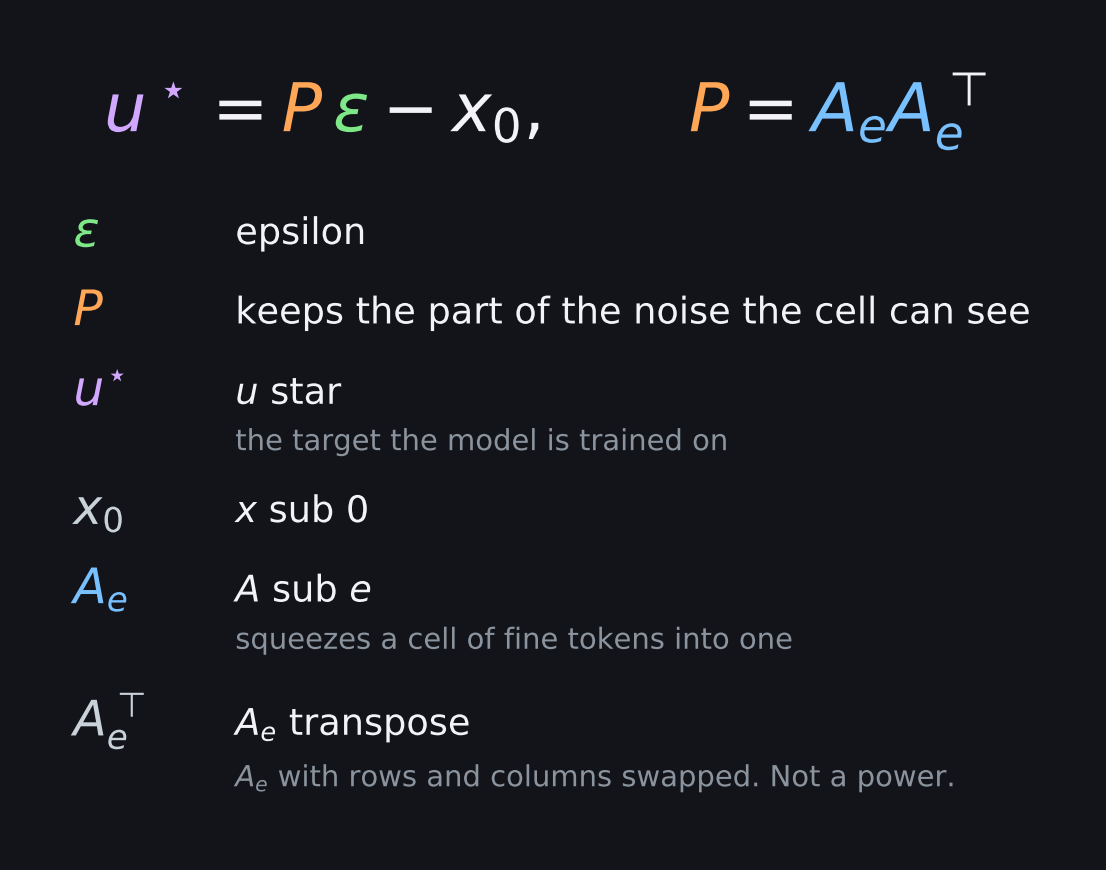 u⋆ = Pε − x₀, P = AₑAₑ⊤
ε epsilon
P keeps the part of the noise the cell can see
u⋆ u star
the target the model is trained on
x₀ x sub 0
Aₑ A sub e
squeezes a cell of fine tokens into one
Aₑ⊤ Aₑ transpose
Aₑ with rows and columns swapped. Not a power.